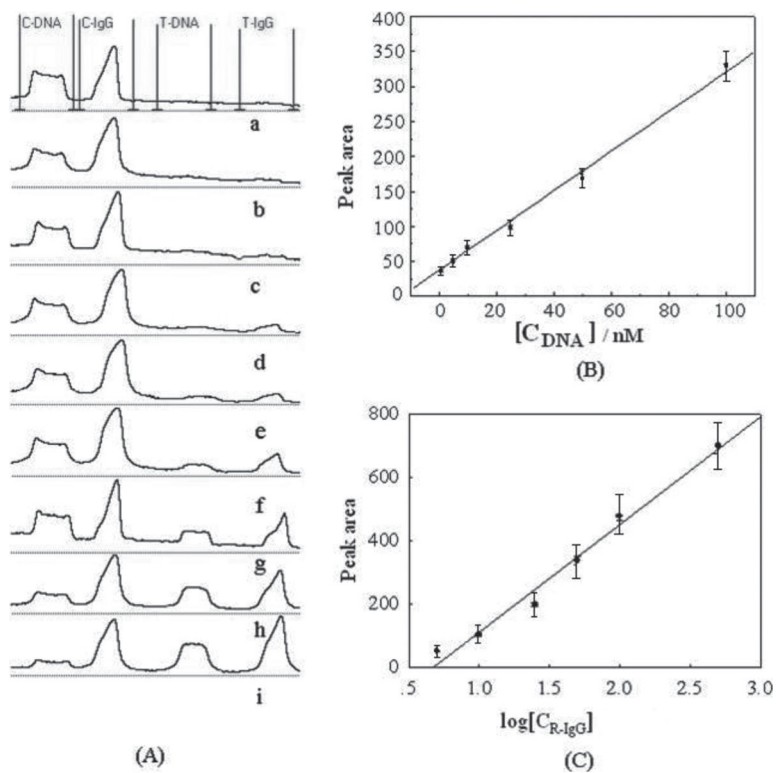 C-DNA C-IgG T-DNA T-IgG
a
b
c
d
e
f
g
h
i
(A)
400
350
300
250
200
150
100
50
0
Peak area
0 20 40 60 80 100
[C DNA] / nM
(B)
800
600
400
200
0
Peak area
.5 1.0 1.5 2.0 2.5 3.0
log[C R-IgG]
(C)